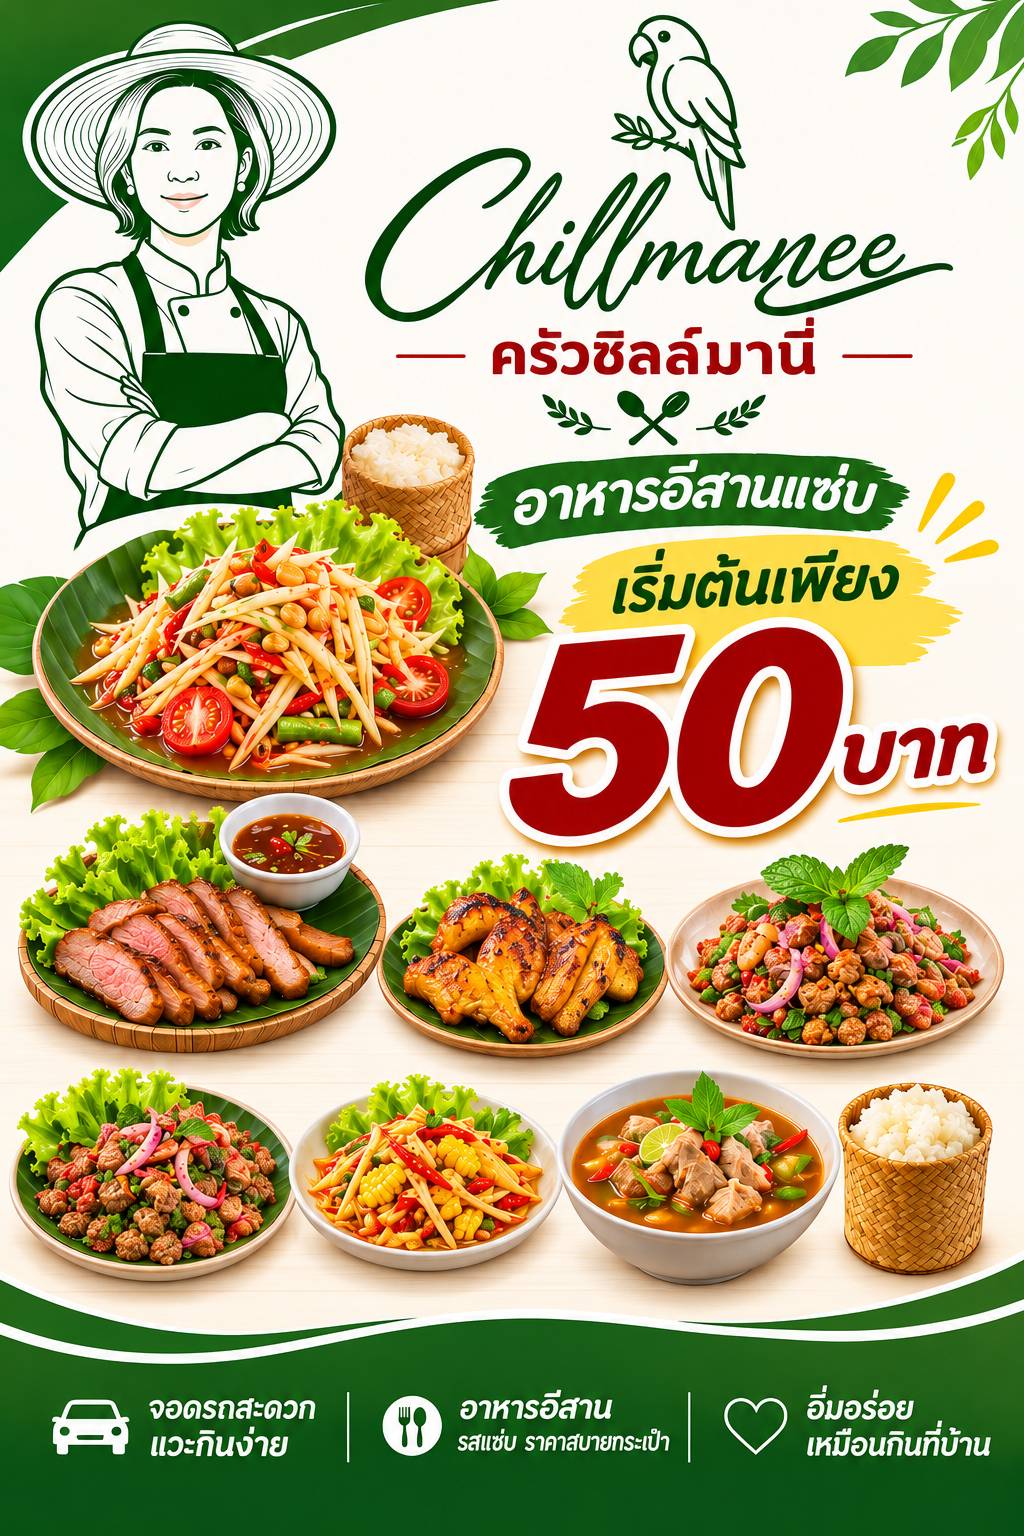 Chillmanee
ครัวชิลล์มานี่
อาหารอีสานแซ่บ
เริ่มต้นเพียง
50 บาท
จอดรถสะดวก
แวะกินง่าย
อาหารอีสาน
รสแซ่บ ราคาสบายกระเป๋า
อิ่มอร่อย
เหมือนกินที่บ้าน